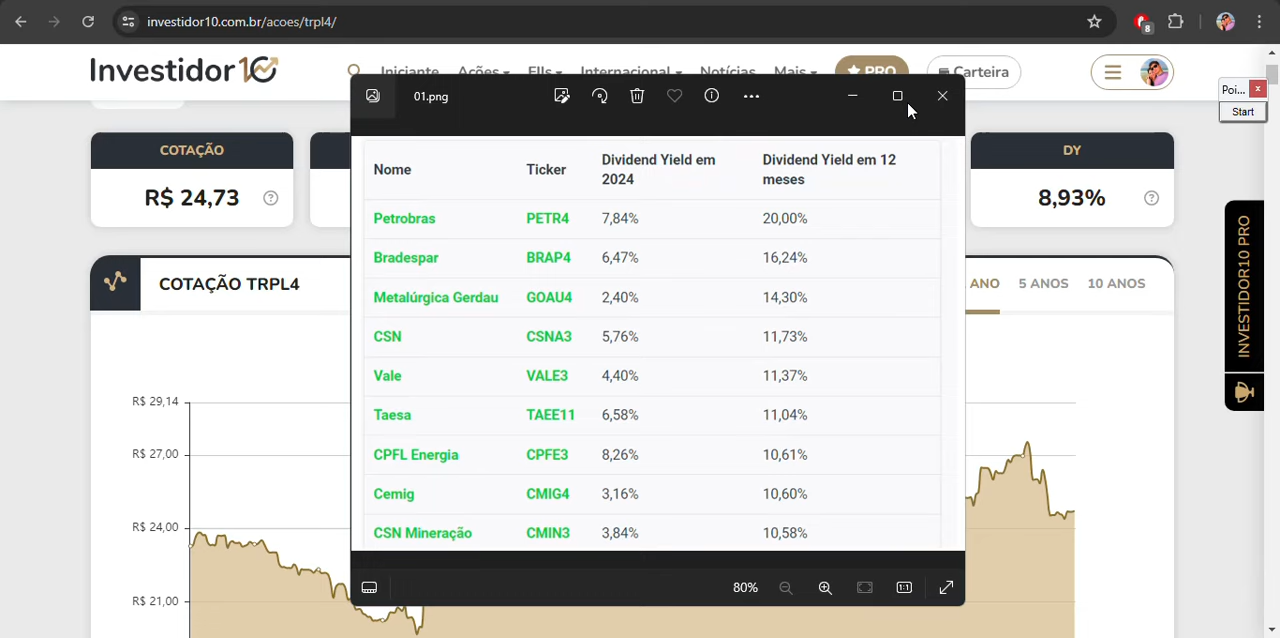 investidor10.com.br/acoes/trpl4/
8
Investidor10
Iniciante Ações FIIs Internacional Notícias Mais PRO Carteira
Poi... x
Start
01.png
COTAÇÃO
R$ 24,73 ?
DY
8,93% ?
Nome Ticker Dividend Yield em 2024 Dividend Yield em 12 meses
Petrobras PETR4 7,84% 20,00%
Bradespar BRAP4 6,47% 16,24%
Metalúrgica Gerdau GOAU4 2,40% 14,30%
CSN CSNA3 5,76% 11,73%
Vale VALE3 4,40% 11,37%
Taesa TAEE11 6,58% 11,04%
CPFL Energia CPFE3 8,26% 10,61%
Cemig CMIG4 3,16% 10,60%
CSN Mineração CMIN3 3,84% 10,58%
80% 1:1
COTAÇÃO TRPL4
ANO 5 ANOS 10 ANOS
R$ 29,14
R$ 27,00
R$ 24,00
R$ 21,00
INVESTIDOR10 PRO